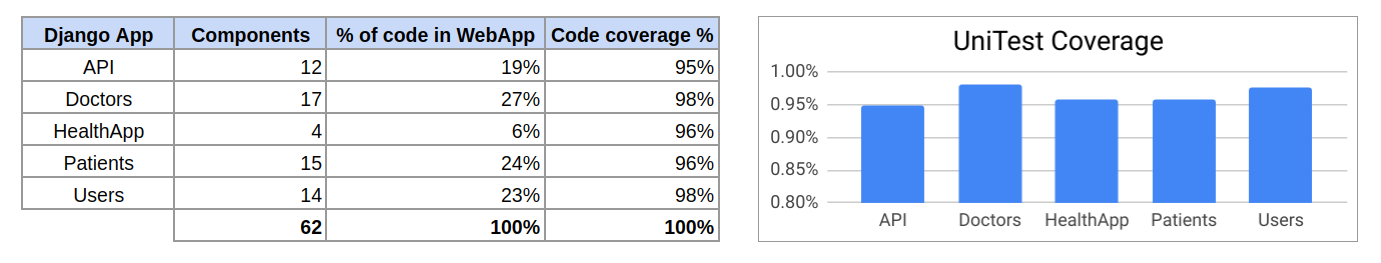 Django App Components % of code in WebApp Code coverage %
API 12 19% 95%
Doctors 17 27% 98%
HealthApp 4 6% 96%
Patients 15 24% 96%
Users 14 23% 98%
62 100% 100%
UniTest Coverage
1.00%
0.95%
0.90%
0.85%
0.80%
API Doctors HealthApp Patients Users